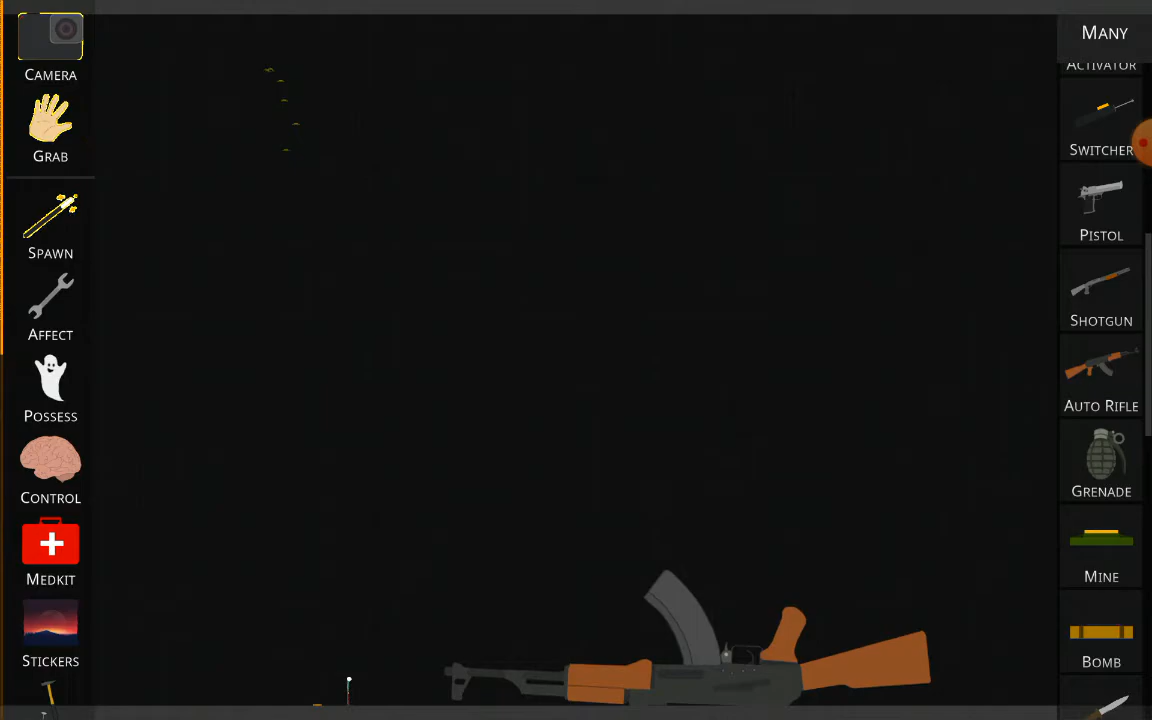 CAMERA
GRAB
SPAWN
AFFECT
POSSESS
CONTROL
MEDKIT
STICKERS
MANY
ACTIVATOR
SWITCHER
PISTOL
SHOTGUN
AUTO RIFLE
GRENADE
MINE
BOMB